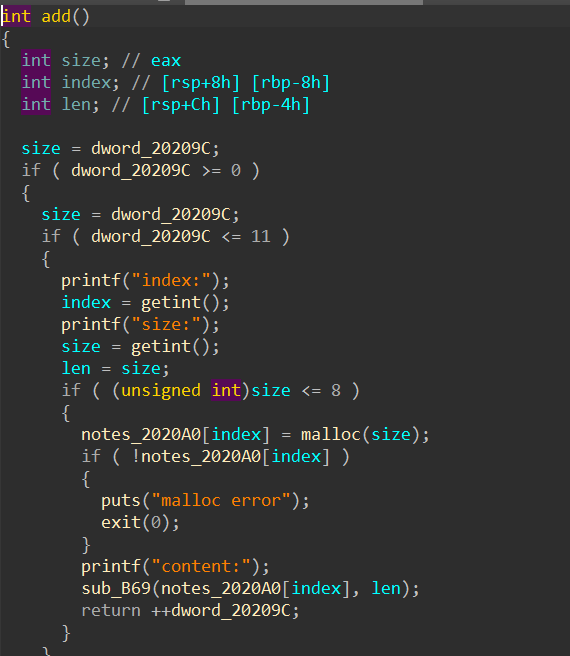 int add()
{
  int size; // eax
  int index; // [rsp+8h] [rbp-8h]
  int len; // [rsp+Ch] [rbp-4h]

  size = dword_20209C;
  if ( dword_20209C >= 0 )
  {
    size = dword_20209C;
    if ( dword_20209C <= 11 )
    {
      printf("index:");
      index = getint();
      printf("size:");
      size = getint();
      len = size;
      if ( (unsigned int)size <= 8 )
      {
        notes_2020A0[index] = malloc(size);
        if ( !notes_2020A0[index] )
        {
          puts("malloc error");
          exit(0);
        }
        printf("content:");
        sub_B69(notes_2020A0[index], len);
        return ++dword_20209C;
      }
    }